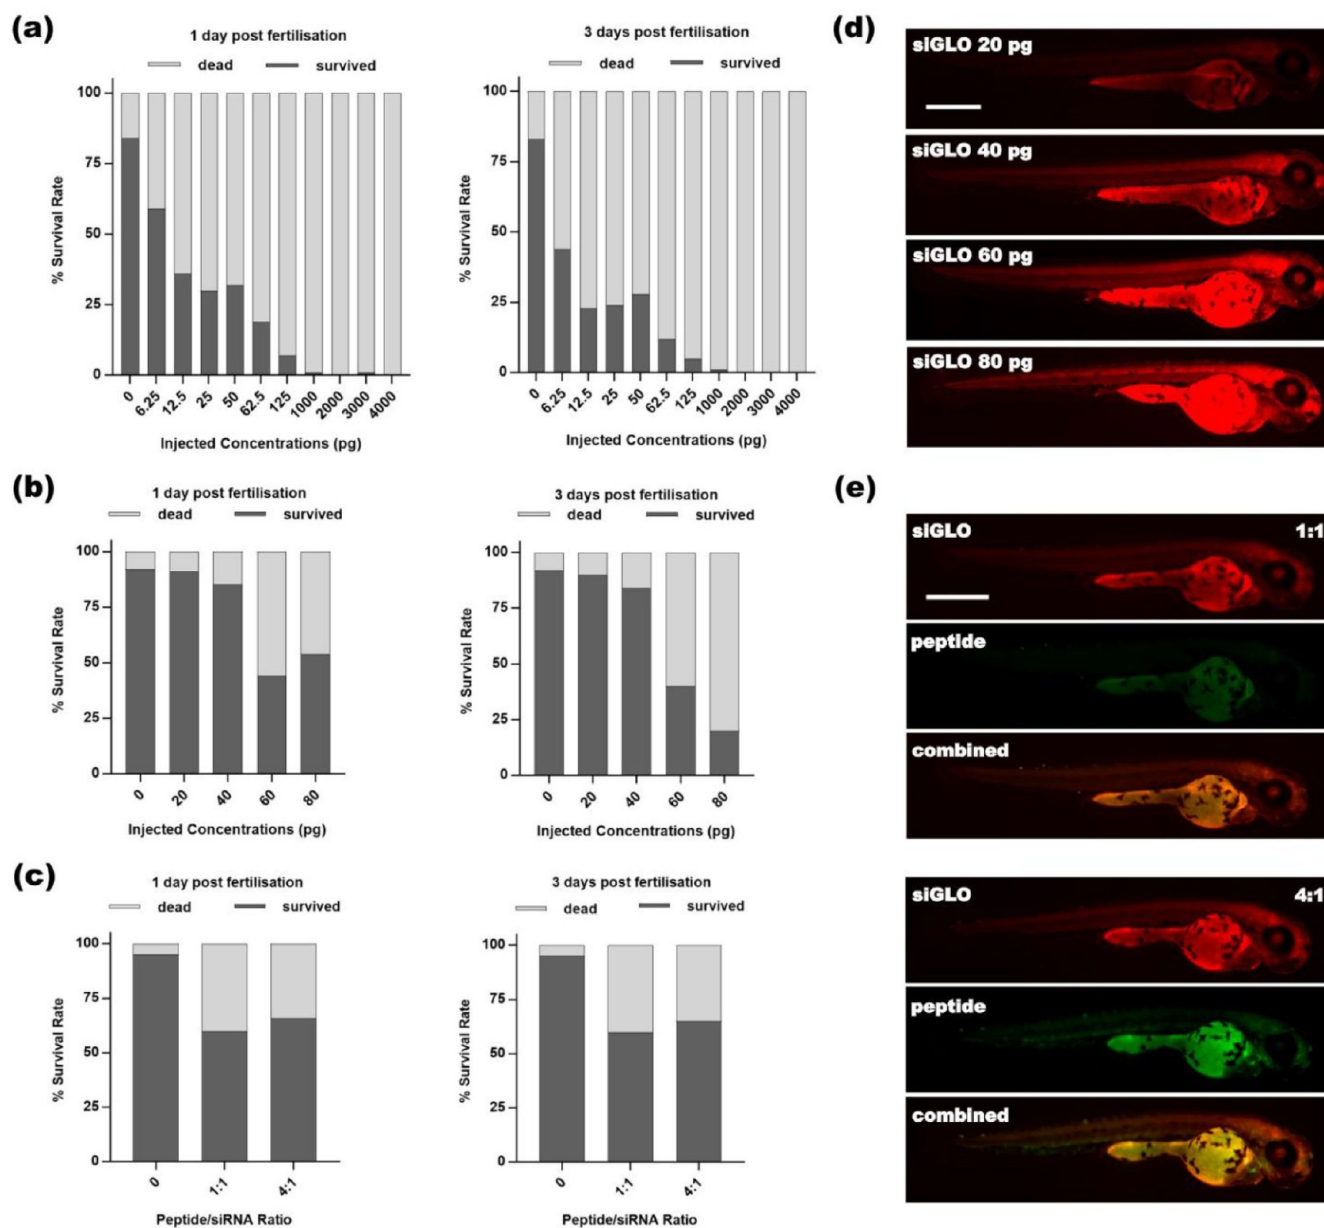 (a)
1 day post fertilisation
dead survived
100
75
50
25
0
% Survival Rate
0 6.25 12.5 25 50 62.5 125 1000 2000 3000 4000
Injected Concentrations (pg)
3 days post fertilisation
dead survived
100
75
50
25
0
% Survival Rate
0 6.25 12.5 25 50 62.5 125 1000 2000 3000 4000
Injected Concentrations (pg)
(b)
1 day post fertilisation
dead survived
100
75
50
25
0
% Survival Rate
0 20 40 60 80
Injected Concentrations (pg)
3 days post fertilisation
dead survived
100
75
50
25
0
% Survival Rate
0 20 40 60 80
Injected Concentrations (pg)
(c)
1 day post fertilisation
dead survived
100
75
50
25
0
% Survival Rate
0 1:1 4:1
Peptide/siRNA Ratio
3 days post fertilisation
dead survived
100
75
50
25
0
% Survival Rate
0 1:1 4:1
Peptide/siRNA Ratio
(d)
siGLO 20 pg
siGLO 40 pg
siGLO 60 pg
siGLO 80 pg
(e)
siGLO 1:1
peptide
combined
siGLO 4:1
peptide
combined